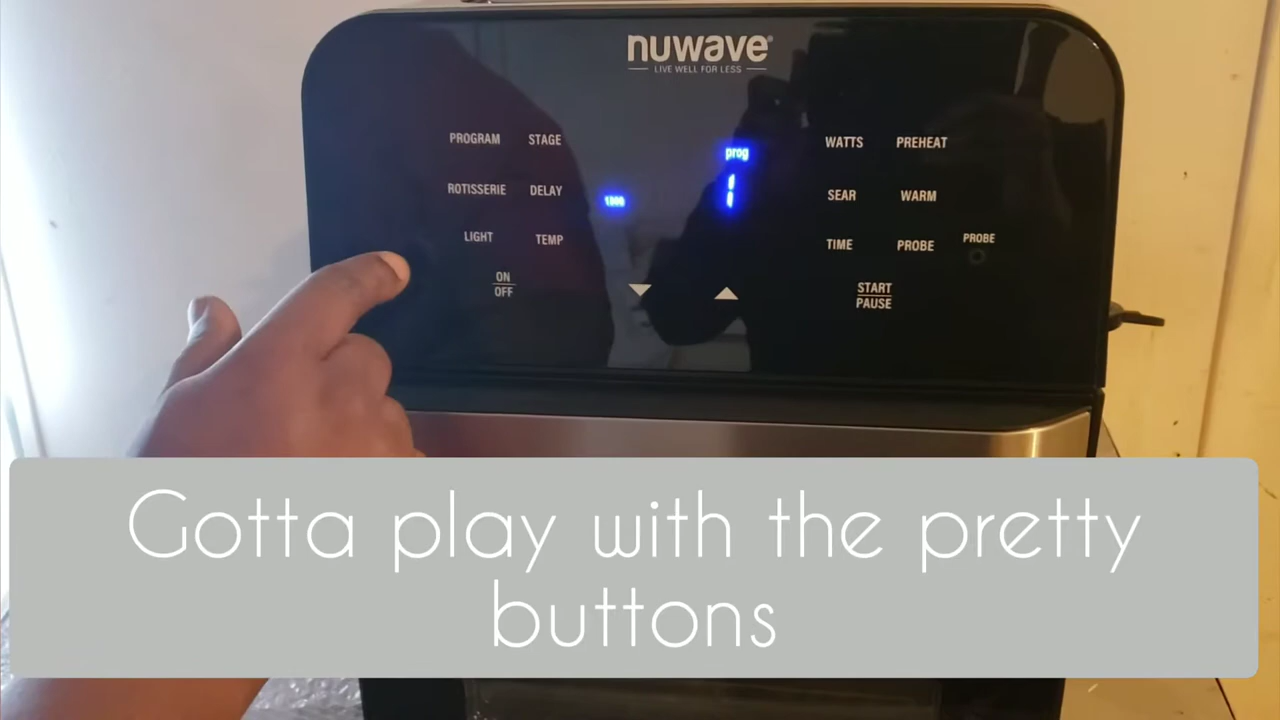 nuwave®
LIVE WELL FOR LESS
PROGRAM STAGE
ROTISSERIE DELAY
LIGHT TEMP
ON
OFF
prog
1
WATTS PREHEAT
SEAR WARM
TIME PROBE PROBE
START
PAUSE
Gotta play with the pretty
buttons